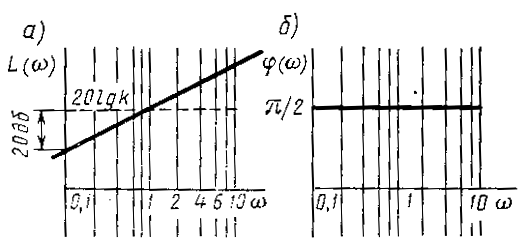 а) б)
L(ω) φ(ω)
20lgk π/2
20дб
0,1 1 2 4 6 10 ω 0,1 1 10 ω